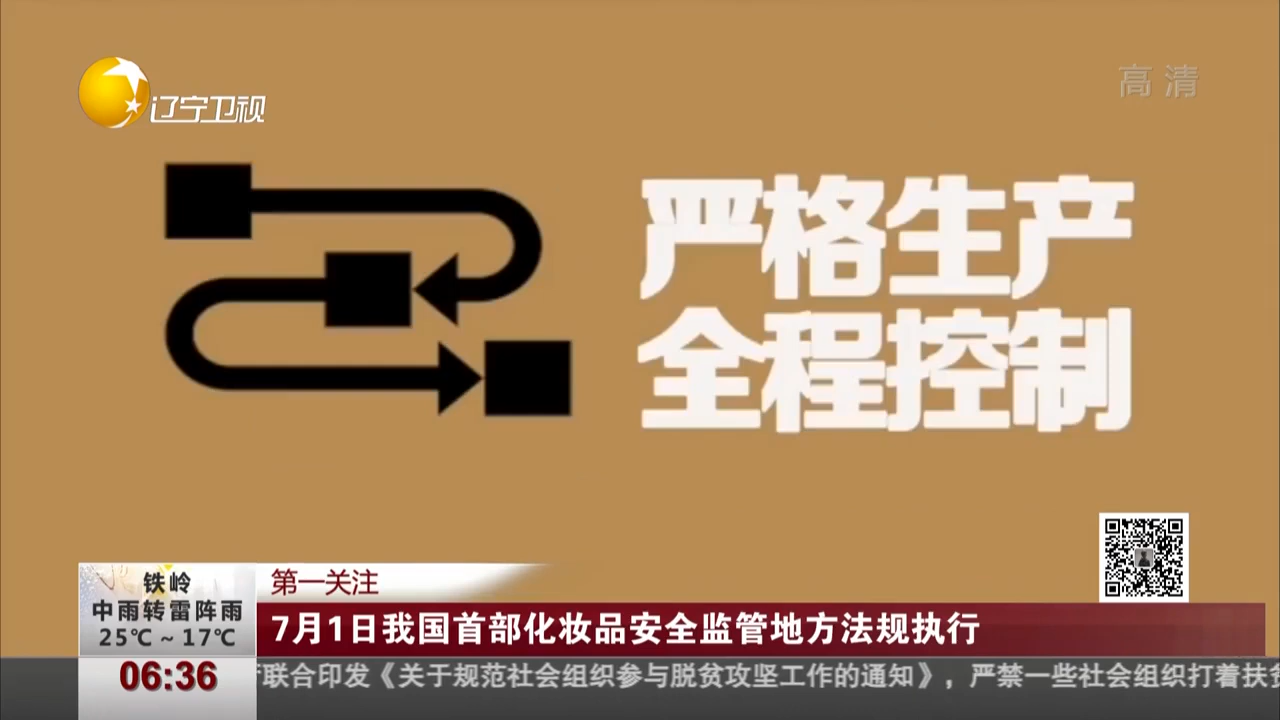 辽宁卫视
高清
严格生产
全程控制
铁岭
中雨转雷阵雨
25℃~17℃
06:36
第一关注
7月1日我国首部化妆品安全监管地方法规执行
联合印发《关于规范社会组织参与脱贫攻坚工作的通知》，严禁一些社会组织打着扶贫